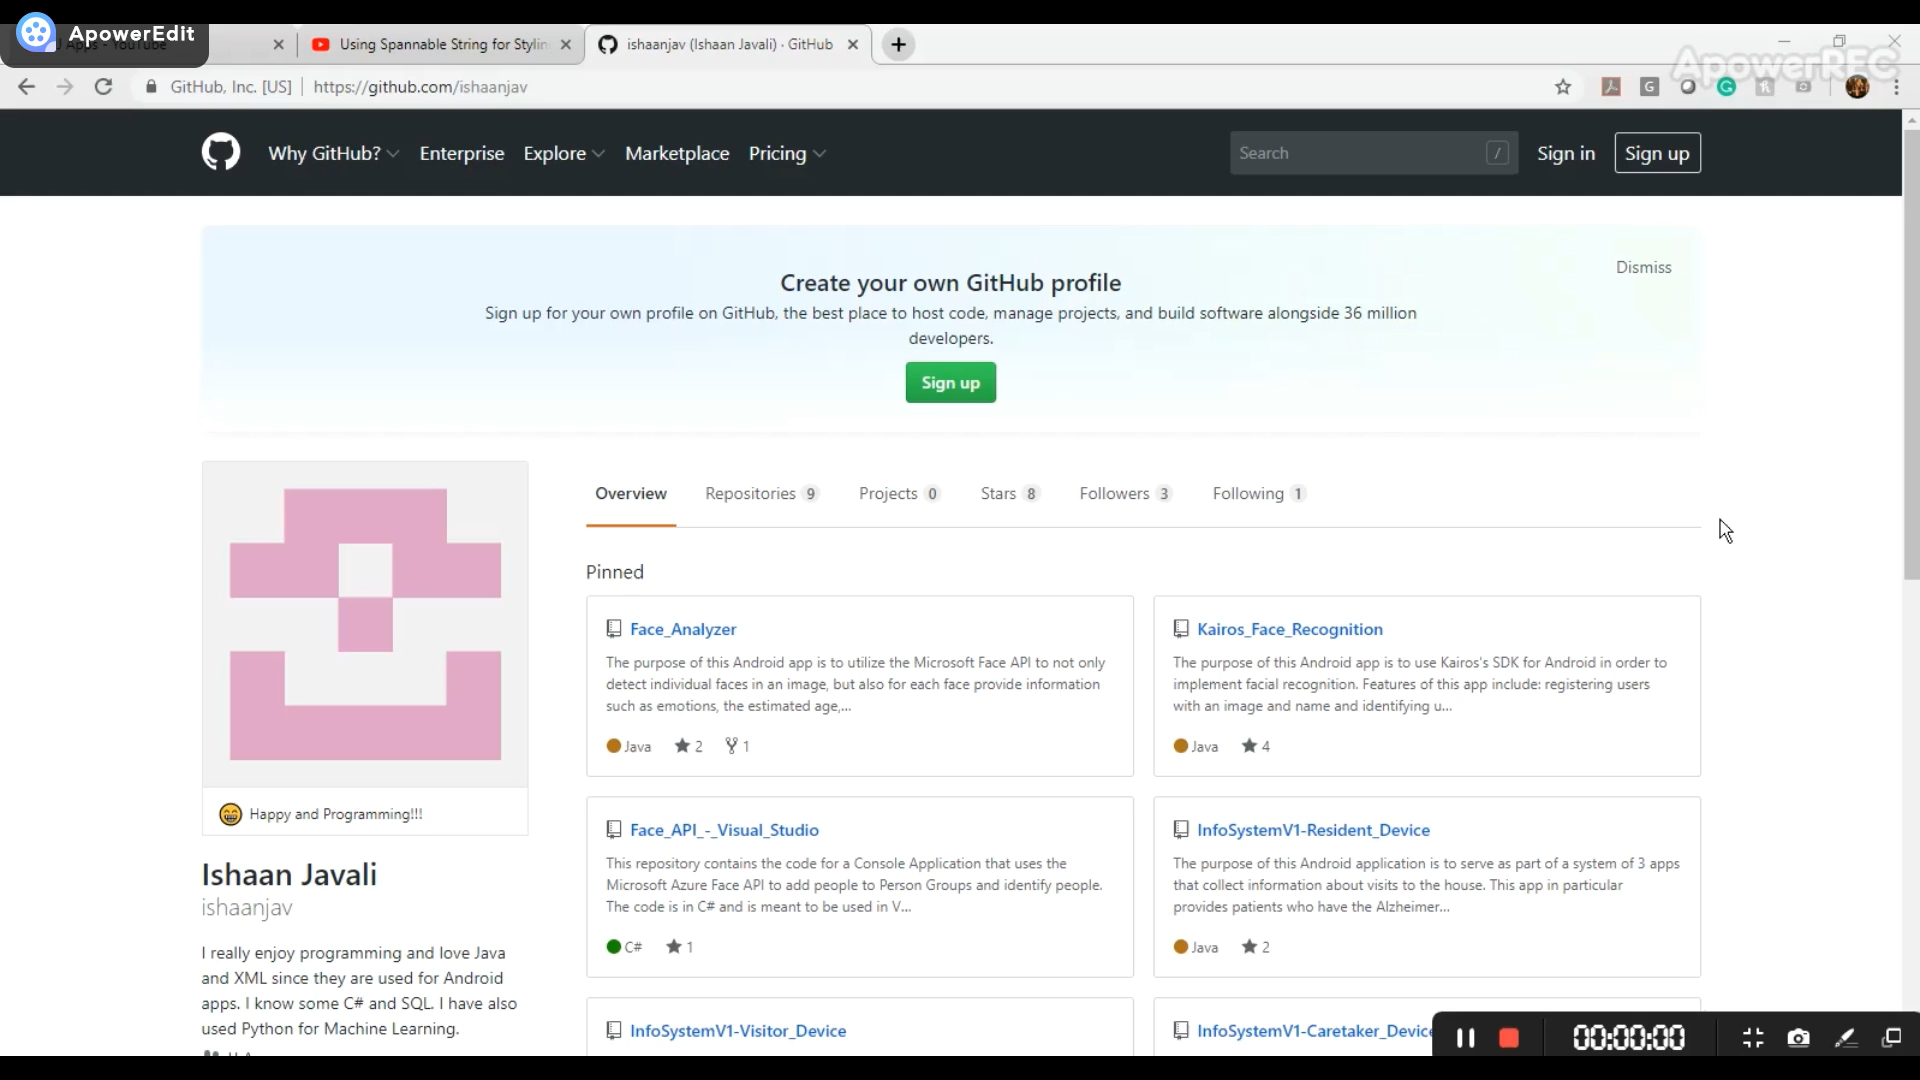 ApowerEdit
J Apps - YouTube
Using Spannable String for Stylin
ishaanjav (Ishaan Javali) · GitHub
ApowerREC
GitHub, Inc. [US]
https://github.com/ishaanjav
Why GitHub?
Enterprise
Explore
Marketplace
Pricing
Search
/
Sign in
Sign up
Create your own GitHub profile
Dismiss
Sign up for your own profile on GitHub, the best place to host code, manage projects, and build software alongside 36 million
developers.
Sign up
Overview
Repositories 9
Projects 0
Stars 8
Followers 3
Following 1
Happy and Programming!!!
Ishaan Javali
ishaanjav
I really enjoy programming and love Java
and XML since they are used for Android
apps. I know some C# and SQL. I have also
used Python for Machine Learning.
Pinned
Face_Analyzer
The purpose of this Android app is to utilize the Microsoft Face API to not only
detect individual faces in an image, but also for each face provide information
such as emotions, the estimated age,...
Java 2 1
Kairos_Face_Recognition
The purpose of this Android app is to use Kairos's SDK for Android in order to
implement facial recognition. Features of this app include: registering users
with an image and name and identifying u...
Java 4
Face_API_-_Visual_Studio
This repository contains the code for a Console Application that uses the
Microsoft Azure Face API to add people to Person Groups and identify people.
The code is in C# and is meant to be used in V...
C# 1
InfoSystemV1-Resident_Device
The purpose of this Android application is to serve as part of a system of 3 apps
that collect information about visits to the house. This app in particular
provides patients who have the Alzheimer...
Java 2
InfoSystemV1-Visitor_Device
InfoSystemV1-Caretaker_Device
00:00:00